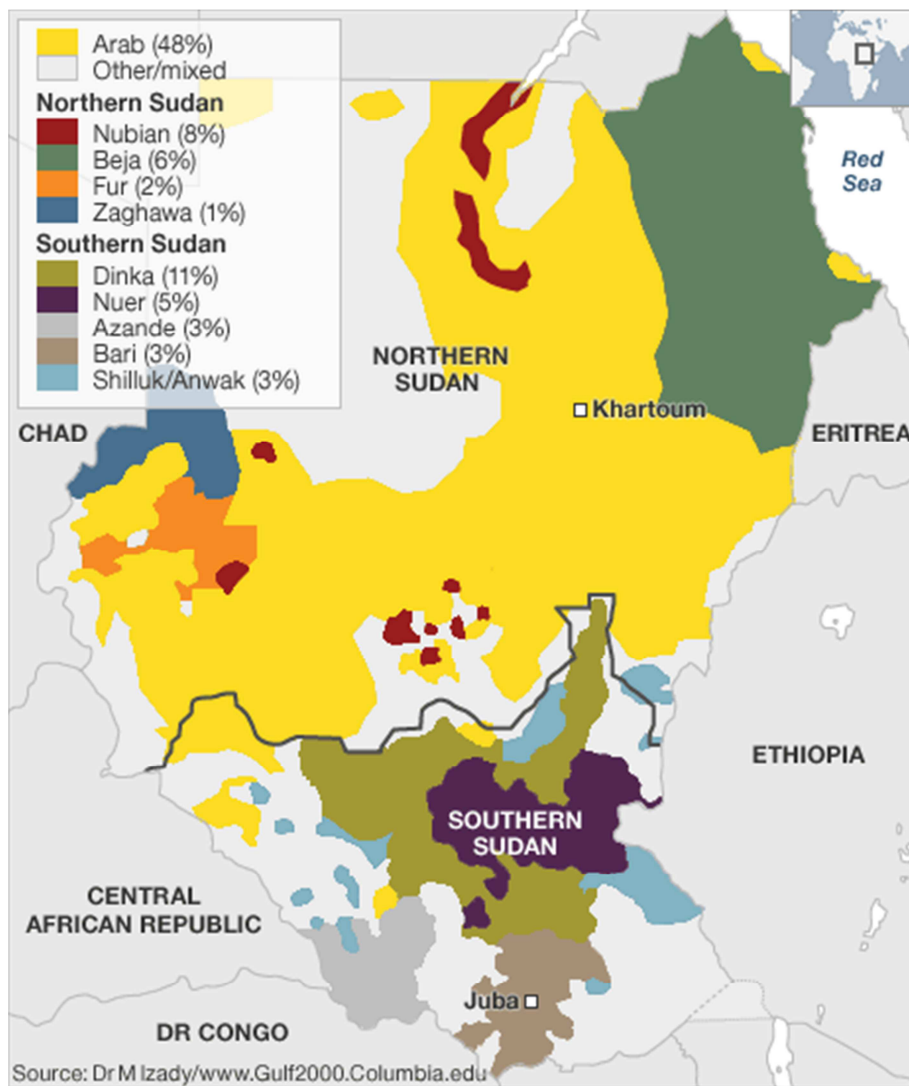 Arab (48%)
Other/mixed
Northern Sudan
Nubian (8%)
Beja (6%)
Fur (2%)
Zaghawa (1%)
Southern Sudan
Dinka (11%)
Nuer (5%)
Azande (3%)
Bari (3%)
Shilluk/Anwak (3%)
Red
Sea
NORTHERN
SUDAN
Khartoum
CHAD
ERITREA
ETHIOPIA
SOUTHERN
SUDAN
CENTRAL
AFRICAN REPUBLIC
Juba
DR CONGO
Source: Dr M Izady/www.Gulf2000.Columbia.edu